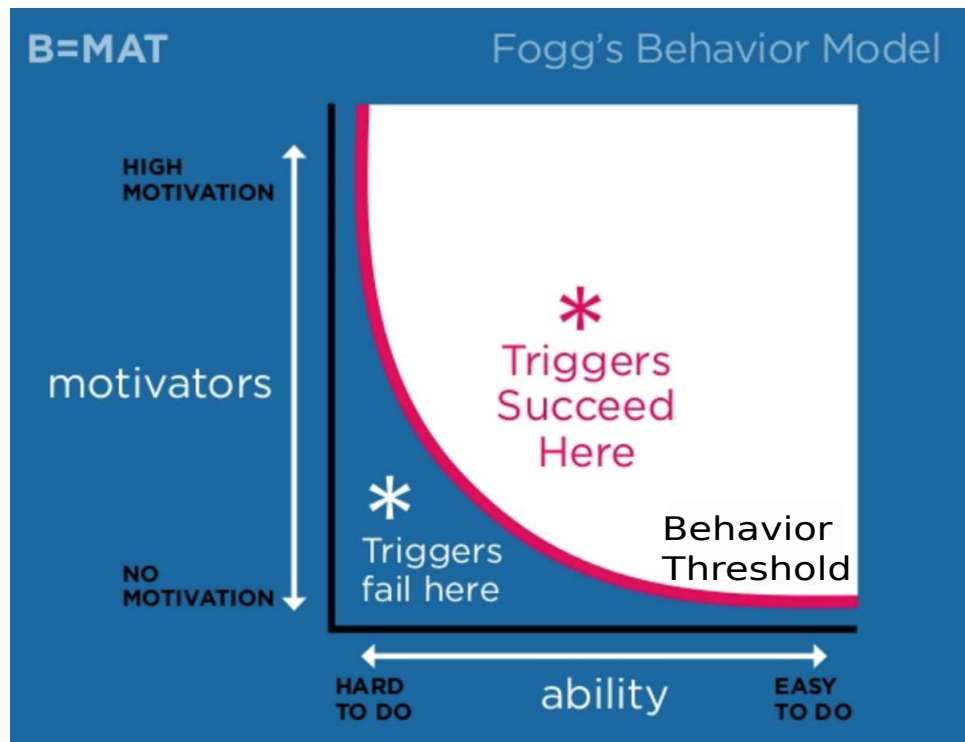 B=MAT
Fogg's Behavior Model
HIGH
MOTIVATION
motivators
*
Triggers
Succeed
Here
*
Triggers
fail here
Behavior
Threshold
NO
MOTIVATION
HARD
TO DO
ability
EASY
TO DO